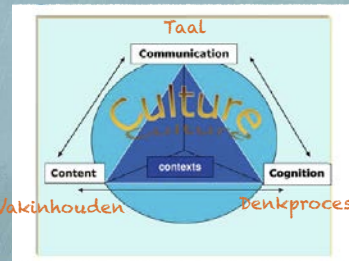 Taal
Communication
Culture
contexts
Content
Cognition
Vakinhouden
Denkproces